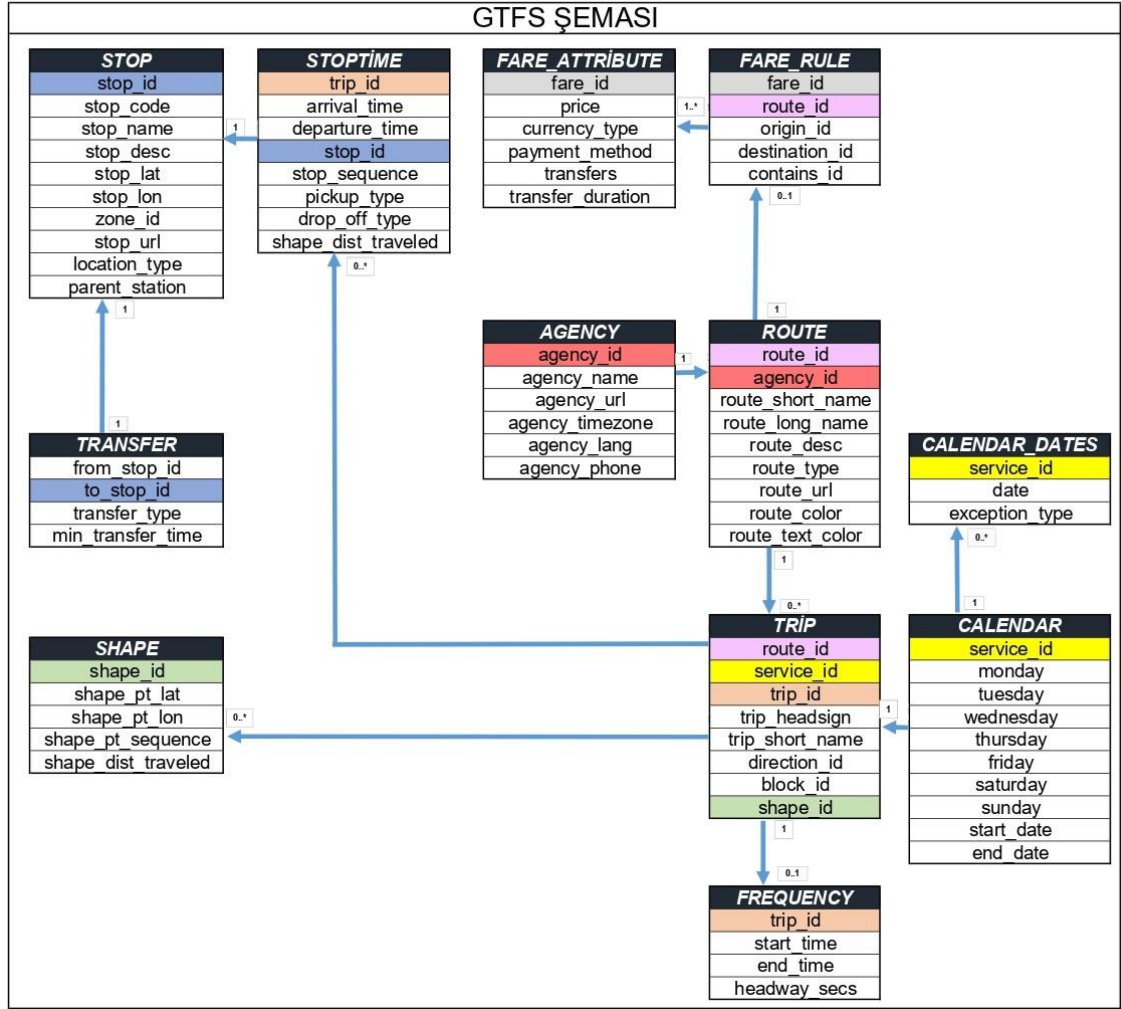 GTFS ŞEMASI
STOP
stop_id
stop_code
stop_name
stop_desc
stop_lat
stop_lon
zone_id
stop_url
location_type
parent_station
1
STOPTİME
trip_id
arrival_time
departure_time
stop_id
stop_sequence
pickup_type
drop_off_type
shape_dist_traveled
0..*
FARE_ATTRİBUTE
fare_id
price
currency_type
payment_method
transfers
transfer_duration
1..*
FARE_RULE
fare_id
route_id
origin_id
destination_id
contains_id
0..1
1
1
TRANSFER
from_stop_id
to_stop_id
transfer_type
min_transfer_time
AGENCY
agency_id
agency_name
agency_url
agency_timezone
agency_lang
agency_phone
1
1
ROUTE
route_id
agency_id
route_short_name
route_long_name
route_desc
route_type
route_url
route_color
route_text_color
1
0..*
CALENDAR_DATES
service_id
date
exception_type
0..*
1
SHAPE
shape_id
shape_pt_lat
shape_pt_lon
shape_pt_sequence
shape_dist_traveled
0..*
TRİP
route_id
service_id
trip_id
trip_headsign
trip_short_name
direction_id
block_id
shape_id
1
1
0..1
CALENDAR
service_id
monday
tuesday
wednesday
thursday
friday
saturday
sunday
start_date
end_date
FREQUENCY
trip_id
start_time
end_time
headway_secs